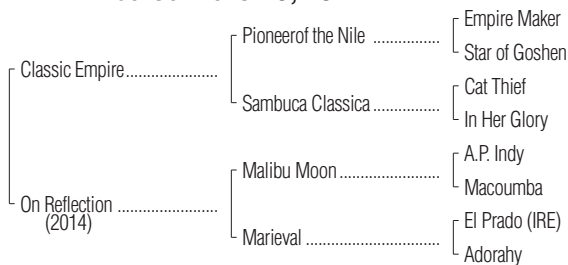 Empire Maker
Pioneerof the Nile ................
Star of Goshen
Classic Empire......................
Cat Thief
Sambuca Classica ................
In Her Glory
A.P. Indy
Malibu Moon ........................
Macoumba
On Reflection ........................
(2014)
El Prado (IRE)
Marieval ................................
Adorahy